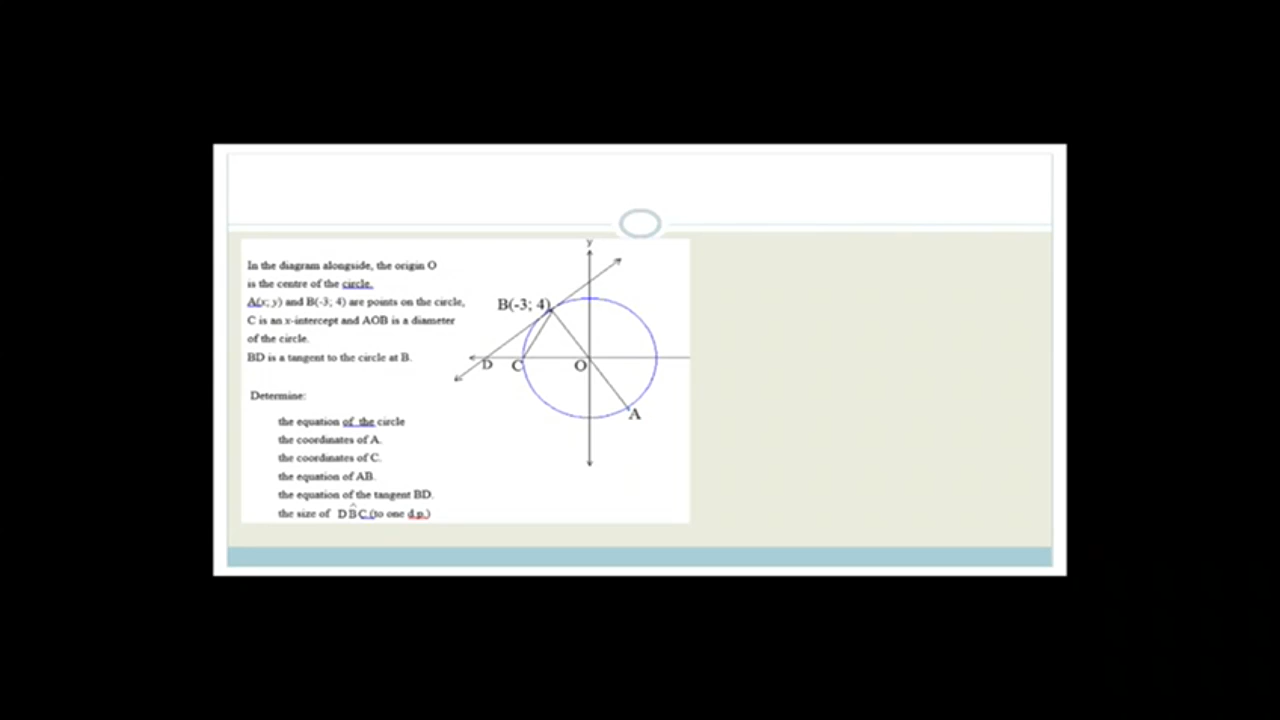 In the diagram alongside, the origin O
is the centre of the circle.
A(x; y) and B(-3; 4) are points on the circle,
C is an x-intercept and AOB is a diameter
of the circle.
BD is a tangent to the circle at B.
Determine:
the equation of the circle
the coordinates of A.
the coordinates of C.
the equation of AB.
the equation of the tangent BD.
the size of DB̂C (to one d.p.)
y
B(-3; 4)
D C O
A